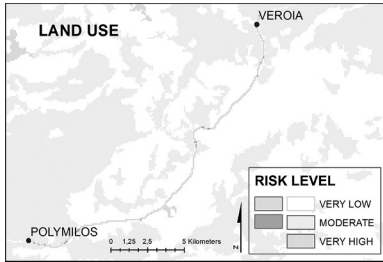 LAND USE
VEROIA
POLYMILOS
0 1,25 2,5 5 Kilometers
N
RISK LEVEL
VERY LOW
MODERATE
VERY HIGH